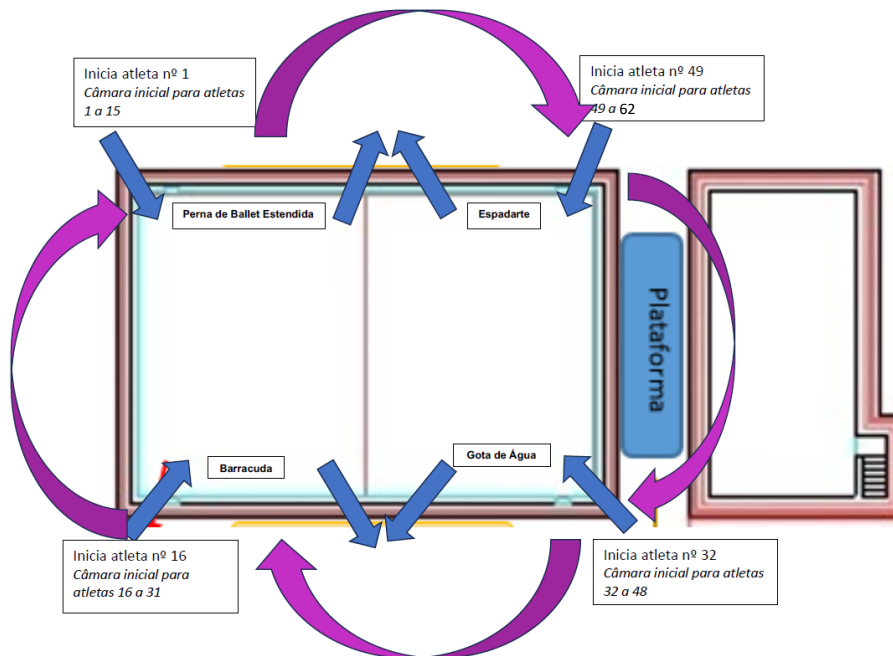 Inicia atleta nº 1
Câmara inicial para atletas
1 a 15
Inicia atleta nº 49
Câmara inicial para atletas
49 a 62
Perna de Ballet Estendida
Espadarte
Plataforma
Barracuda
Gota de Água
Inicia atleta nº 16
Câmara inicial para
atletas 16 a 31
Inicia atleta nº 32
Câmara inicial para atletas
32 a 48